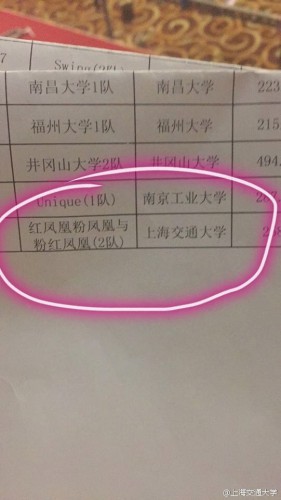 7 Swing(2队)
南昌大学1队 南昌大学 223
福州大学1队 福州大学 215.
井冈山大学2队 井冈山大学 494.
Unique(1队) 南京工业大学
红凤凰粉凤凰与 上海交通大学
粉红凤凰(2队)
@上海交通大学